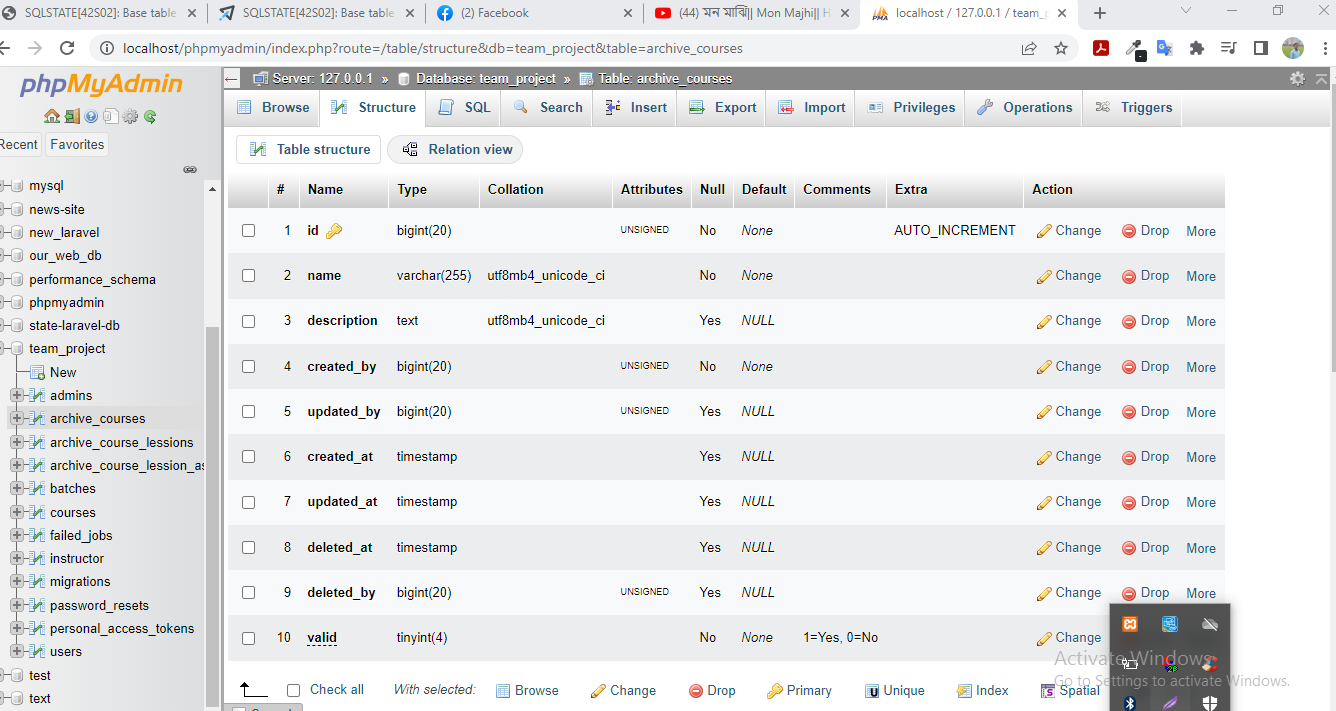 SQLSTATE[42S02]: Base table
SQLSTATE[42S02]: Base table
(2) Facebook
(44) মন মাঝি|| Mon Majhi|| H
localhost / 127.0.0.1 / team_p
localhost/phpmyadmin/index.php?route=/table/structure&db=team_project&table=archive_courses
phpMyAdmin
Recent Favorites
mysql
news-site
new_laravel
our_web_db
performance_schema
phpmyadmin
state-laravel-db
team_project
New
admins
archive_courses
archive_course_lessions
archive_course_lession_as
batches
courses
failed_jobs
instructor
migrations
password_resets
personal_access_tokens
users
test
text
Server: 127.0.0.1 » Database: team_project » Table: archive_courses
Browse Structure SQL Search Insert Export Import Privileges Operations Triggers
Table structure Relation view
# Name Type Collation Attributes Null Default Comments Extra Action
1 id bigint(20) UNSIGNED No None AUTO_INCREMENT Change Drop More
2 name varchar(255) utf8mb4_unicode_ci No None Change Drop More
3 description text utf8mb4_unicode_ci Yes NULL Change Drop More
4 created_by bigint(20) UNSIGNED No None Change Drop More
5 updated_by bigint(20) UNSIGNED Yes NULL Change Drop More
6 created_at timestamp Yes NULL Change Drop More
7 updated_at timestamp Yes NULL Change Drop More
8 deleted_at timestamp Yes NULL Change Drop More
9 deleted_by bigint(20) UNSIGNED Yes NULL Change Drop More
10 valid tinyint(4) No None 1=Yes, 0=No Change
Check all With selected: Browse Change Drop Primary Unique Index Spatial
Activate Windows
Go to Settings to activate Windows.